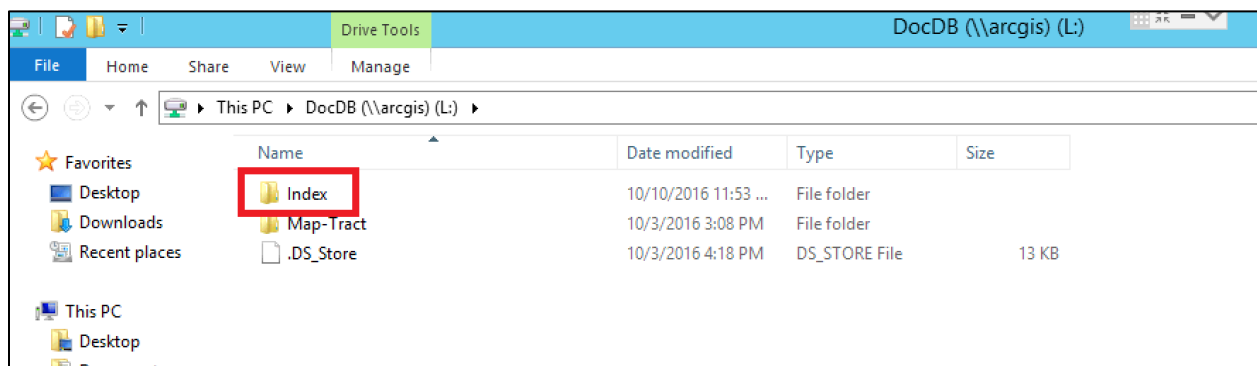 Drive Tools DocDB (\\arcgis) (L:)
File Home Share View Manage
This PC DocDB (\\arcgis) (L:)
Name Date modified Type Size
Favorites
Desktop Index 10/10/2016 11:53 ... File folder
Downloads Map-Tract 10/3/2016 3:08 PM File folder
Recent places .DS_Store 10/3/2016 4:18 PM DS_STORE File 13 KB
This PC
Desktop